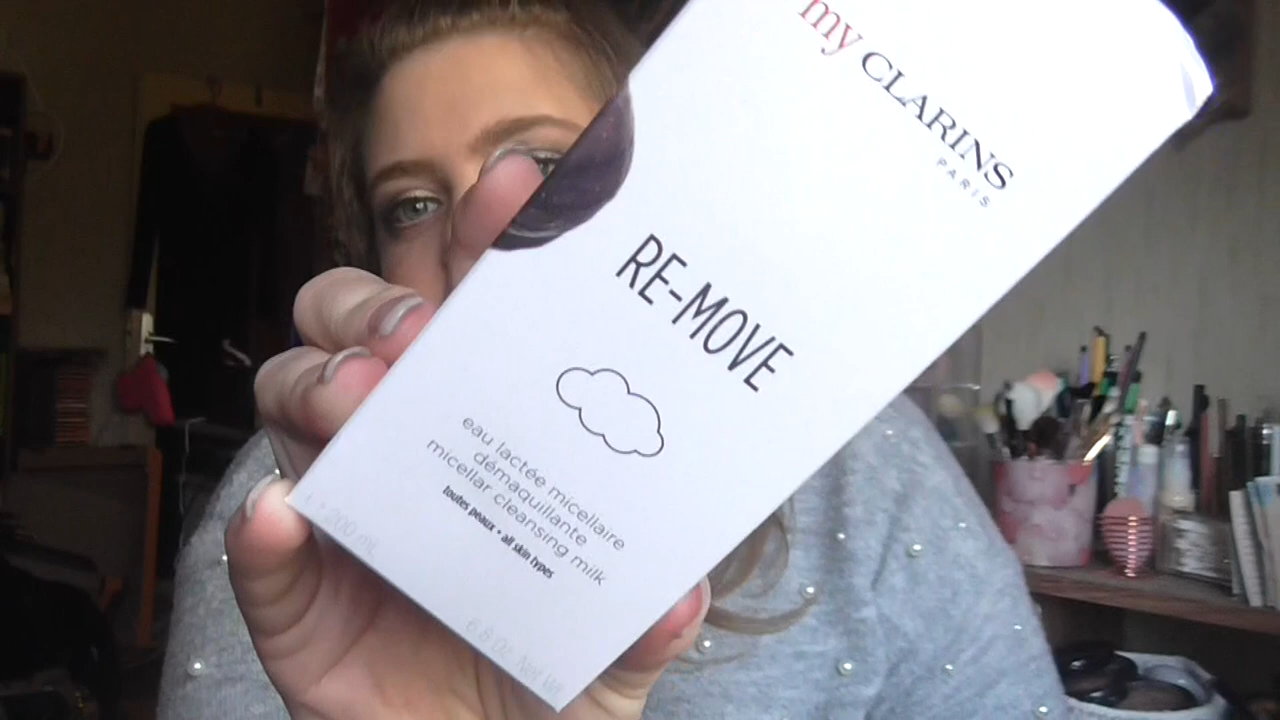 my CLARINS
PARIS
RE-MOVE
eau lactée micellaire
démaquillante
micellar cleansing milk
toutes peaux • all skin types
200 mL
6.8 Oz Net Wt.